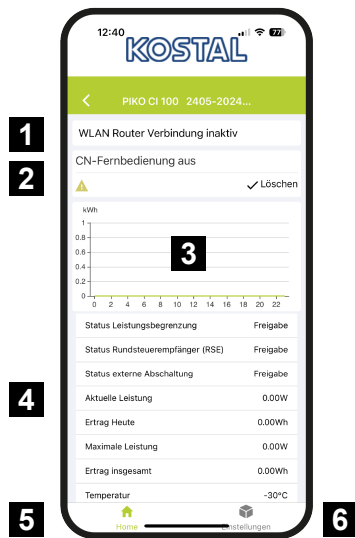 12:40
77
KOSTAL
PIKO CI 100 2405-2024...
1
WLAN Router Verbindung inaktiv
CN-Fernbedienung aus
2
Löschen
kWh
1
0.8
0.6
0.4
0.2
0
0 2 4 6 8 10 12 14 16 18 20 22
3
Status Leistungsbegrenzung Freigabe
Status Rundsteuerempfänger (RSE) Freigabe
Status externe Abschaltung Freigabe
4
Aktuelle Leistung 0.00W
Ertrag Heute 0.00Wh
Maximale Leistung 0.00W
Ertrag insgesamt 0.00Wh
Temperatur -30°C
5
Home
Einstellungen
6